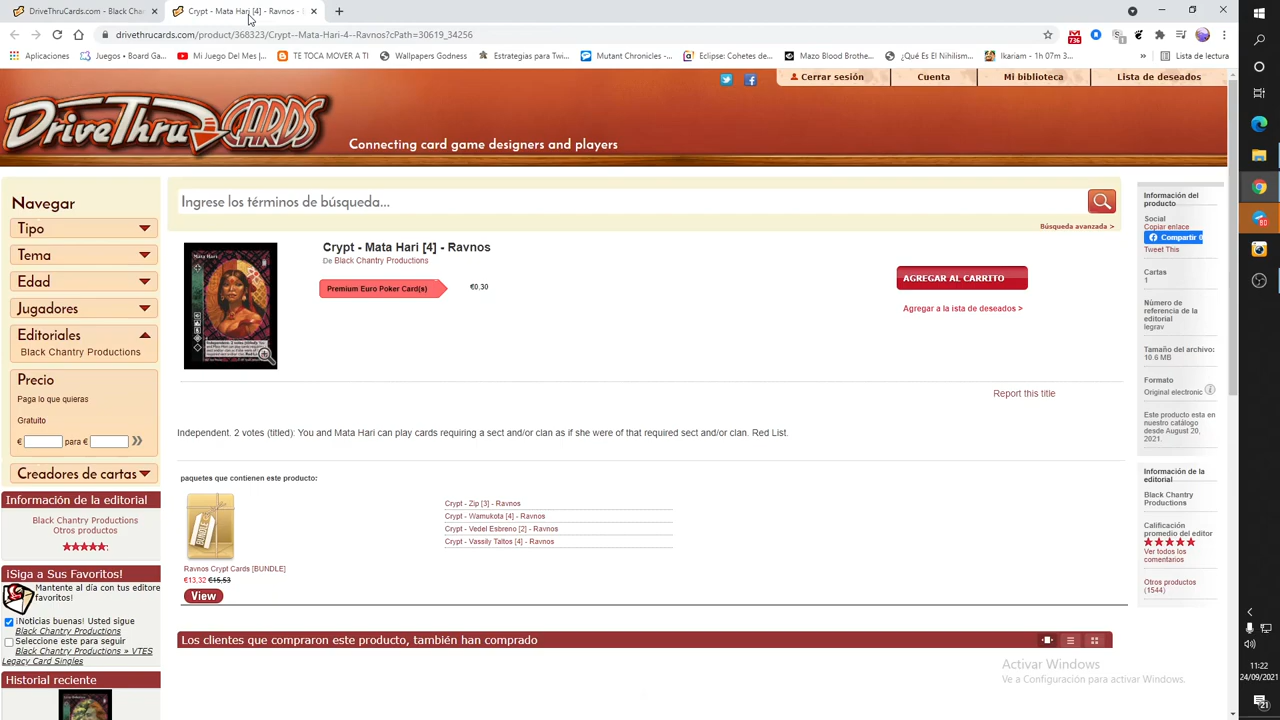 DriveThruCards.com - Black Cha
Crypt - Mata Hari [4] - Ravnos -
drivethrucards.com/product/368323/Crypt--Mata-Hari-4--Ravnos?cPath=30619_34256
736
Aplicaciones
Juegos • Board Ga...
Mi Juego Del Mes |...
TE TOCA MOVER A TI
Wallpapers Godness
Estrategias para Twi...
Mutant Chronicles -...
Eclipse: Cohetes de...
Mazo Blood Brothe...
¿Qué Es El Nihilism...
Ikariam - 1h 07m 3...
»
Lista de lectura
Cerrar sesión
Cuenta
Mi biblioteca
Lista de deseados
DriveThru CARDS
Connecting card game designers and players
Navegar
Tipo
Tema
Edad
Jugadores
Editoriales
Black Chantry Productions
Precio
Paga lo que quieras
Gratuito
€ para €
Creadores de cartas
Información de la editorial
Black Chantry Productions
Otros productos
¡Siga a Sus Favoritos!
Mantente al día con tus editore
favoritos!
¡Noticias buenas! Usted sigue
Black Chantry Productions
Seleccione este para seguir
Black Chantry Productions » VTES
Legacy Card Singles
Historial reciente
Ingrese los términos de búsqueda...
Búsqueda avanzada >
Mata Hari
Crypt - Mata Hari [4] - Ravnos
De Black Chantry Productions
Premium Euro Poker Card(s)
€0.30
AGREGAR AL CARRITO
Agregar a la ista de deseados >
Report this title
Independent. 2 votes (titled): You and Mata Hari can play cards requiring a sect and/or clan as if she were of that required sect and/or clan. Red List.
paquetes que contienen este producto:
BUNDLE
Crypt - Zip [3] - Ravnos
Crypt - Wamukota [4] - Ravnos
Crypt - Vedel Esbreno [2] - Ravnos
Crypt - Vassily Taltos [4] - Ravnos
Ravnos Crypt Cards [BUNDLE]
€13,32 €15,53
View
Los clientes que compraron este producto, también han comprado
Información del
producto
Social
Copiar enlace
Compartir 0
Tweet This
Cartas
1
Número de
referencia de la
editorial
legrav
Tamaño del archivo:
10.6 MB
Formato
Original electronic
Este producto esta en
nuestro catálogo
desde August 20,
2021.
Información de la
editorial
Black Chantry
Productions
Calificación
promedio del editor
Ver todos los
comentarios
Otros productos
(1544)
Activar Windows
Ve a Configuración para activar Windows.
80
11:22
24/09/2021
21